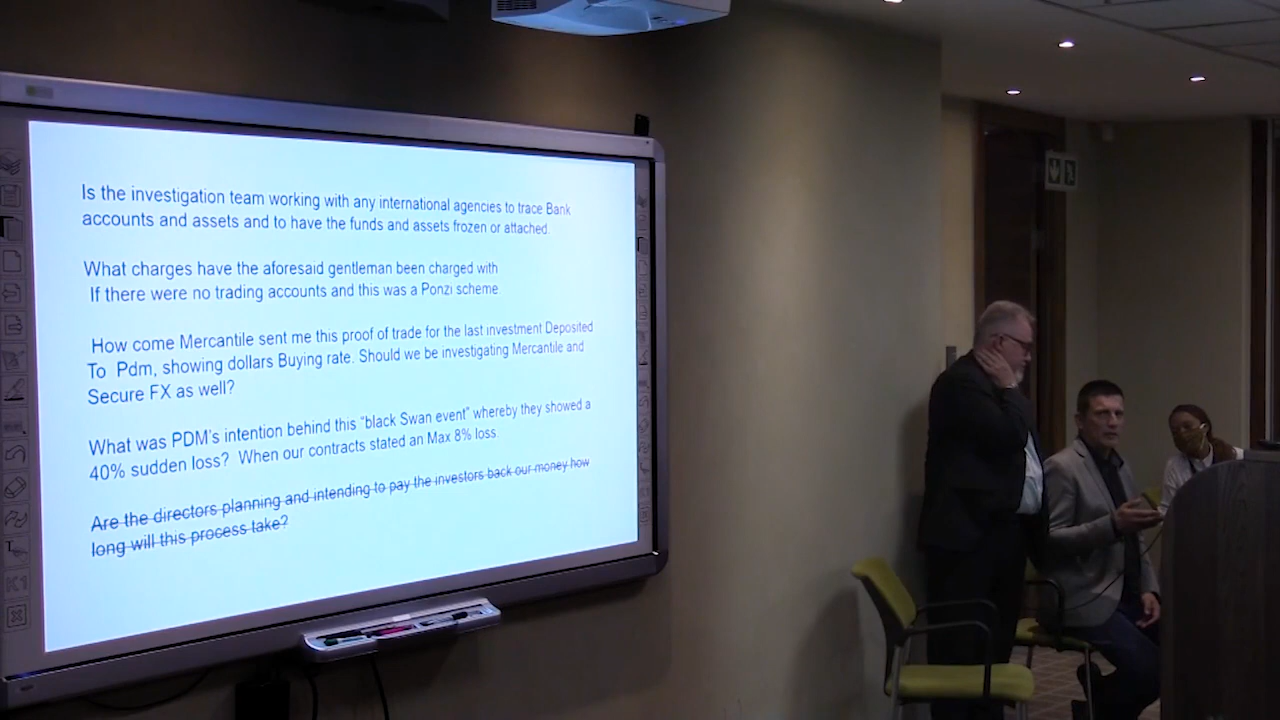 Is the investigation team working with any international agencies to trace Bank
accounts and assets and to have the funds and assets frozen or attached.
What charges have the aforesaid gentleman been charged with
If there were no trading accounts and this was a Ponzi scheme.
How come Mercantile sent me this proof of trade for the last investment Deposited
To Pdm, showing dollars Buying rate. Should we be investigating Mercantile and
Secure FX as well?
What was PDM's intention behind this "black Swan event" whereby they showed a
40% sudden loss? When our contracts stated an Max 8% loss.
Are the directors planning and intending to pay the investors back our money how
long will this process take?
K1